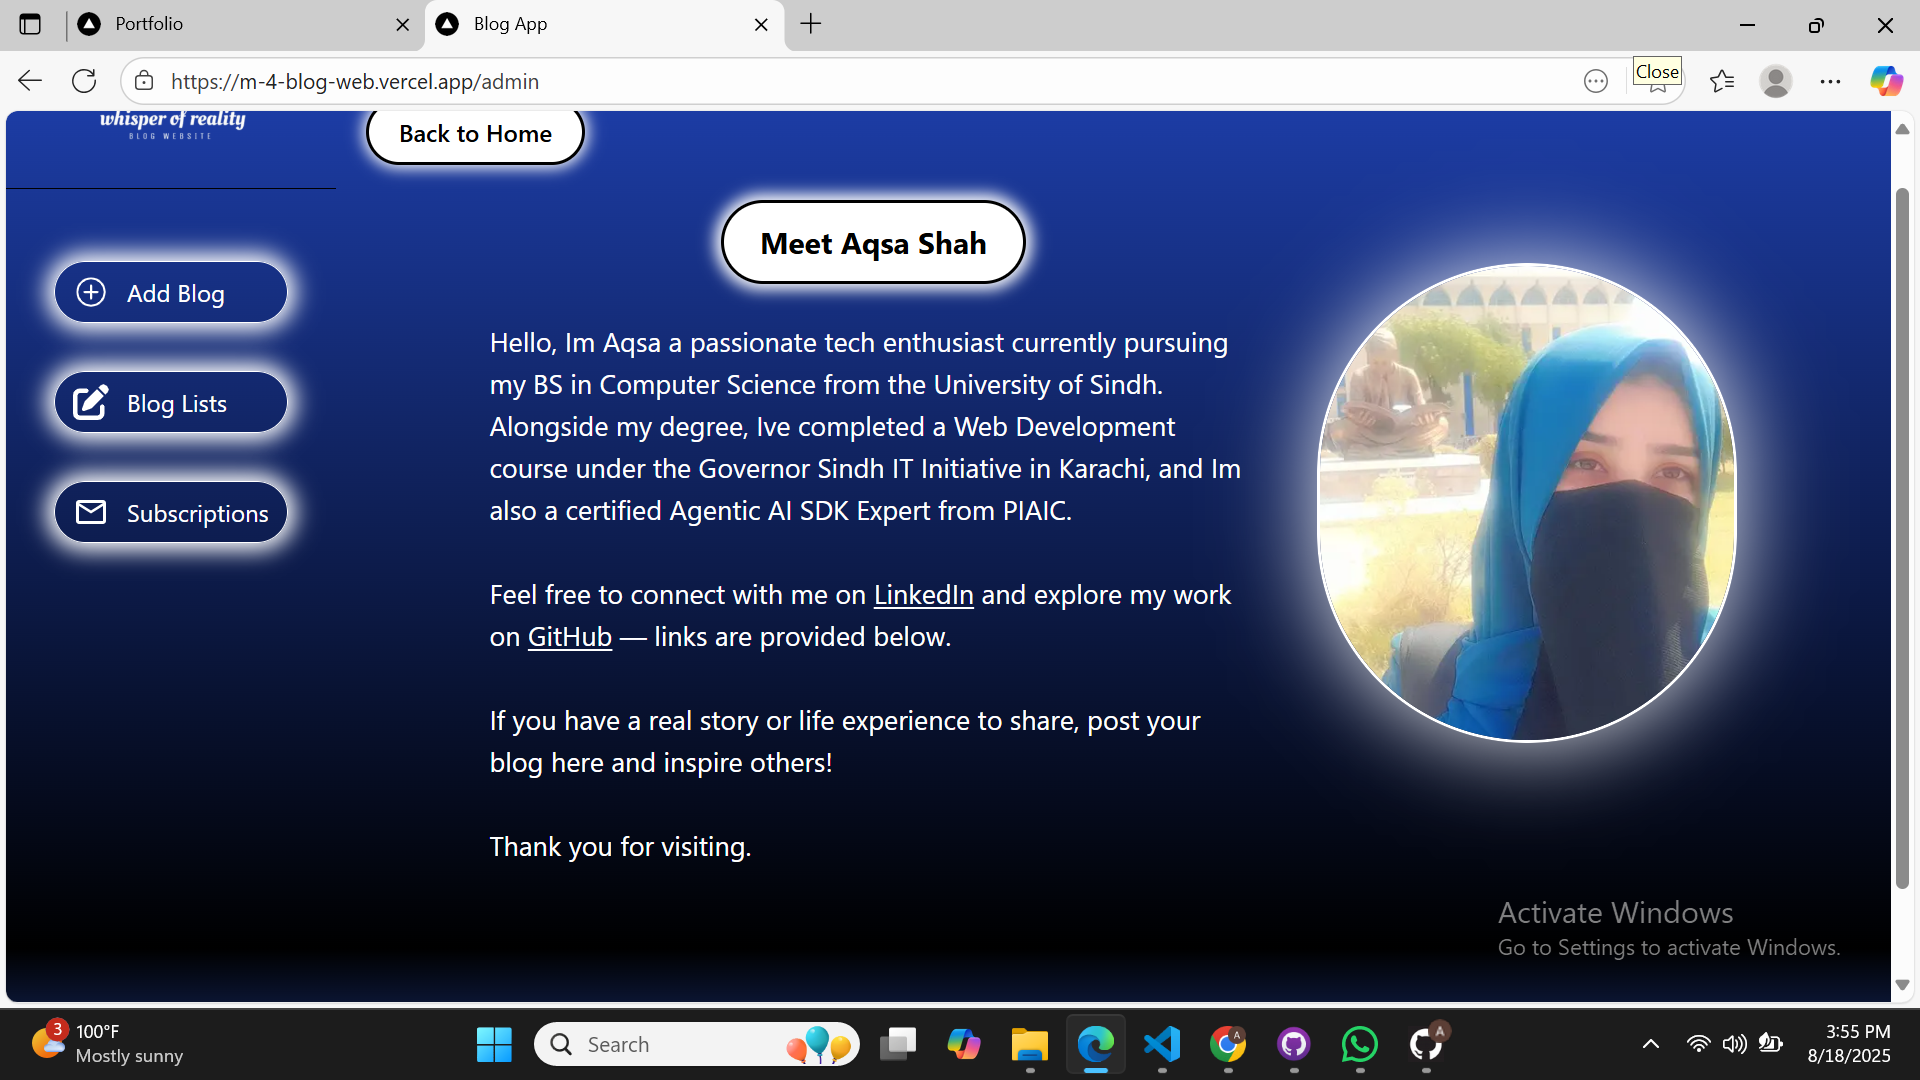 Portfolio
Blog App
https://m-4-blog-web.vercel.app/admin
Close
whisper of reality
BLOG WEBSITE
Back to Home
Meet Aqsa Shah
Add Blog
Blog Lists
Subscriptions
Hello, Im Aqsa a passionate tech enthusiast currently pursuing
my BS in Computer Science from the University of Sindh.
Alongside my degree, Ive completed a Web Development
course under the Governor Sindh IT Initiative in Karachi, and Im
also a certified Agentic AI SDK Expert from PIAIC.
Feel free to connect with me on LinkedIn and explore my work
on GitHub — links are provided below.
If you have a real story or life experience to share, post your
blog here and inspire others!
Thank you for visiting.
Activate Windows
Go to Settings to activate Windows.
3
100°F
Mostly sunny
Search
A
A
3:55 PM
8/18/2025